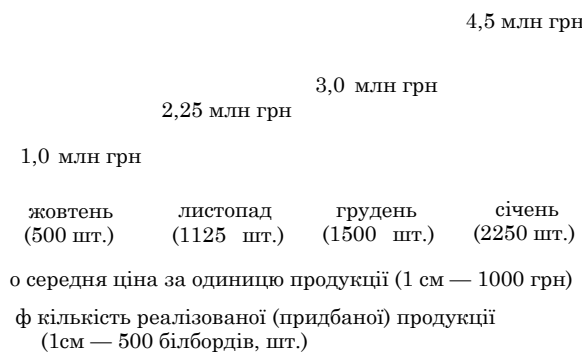 4,5 млн грн
3,0 млн грн
2,25 млн грн
1,0 млн грн
жовтень листопад грудень січень
(500 шт.) (1125 шт.) (1500 шт.) (2250 шт.)
о середня ціна за одиницю продукції (1 см — 1000 грн)
ф кількість реалізованої (придбаної) продукції
(1см — 500 білбордів, шт.)